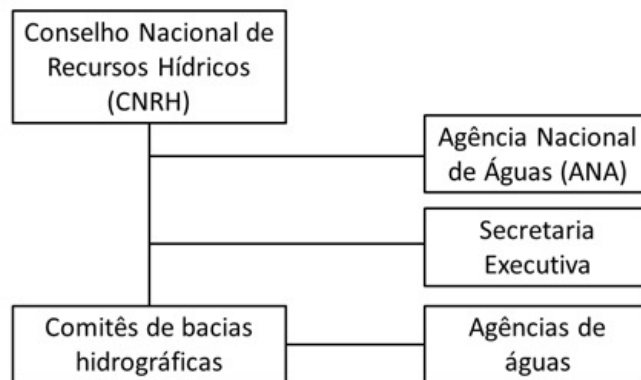 Conselho Nacional de
Recursos Hídricos
(CNRH)
Agência Nacional
de Águas (ANA)
Secretaria
Executiva
Comitês de bacias
hidrográficas
Agências de
águas